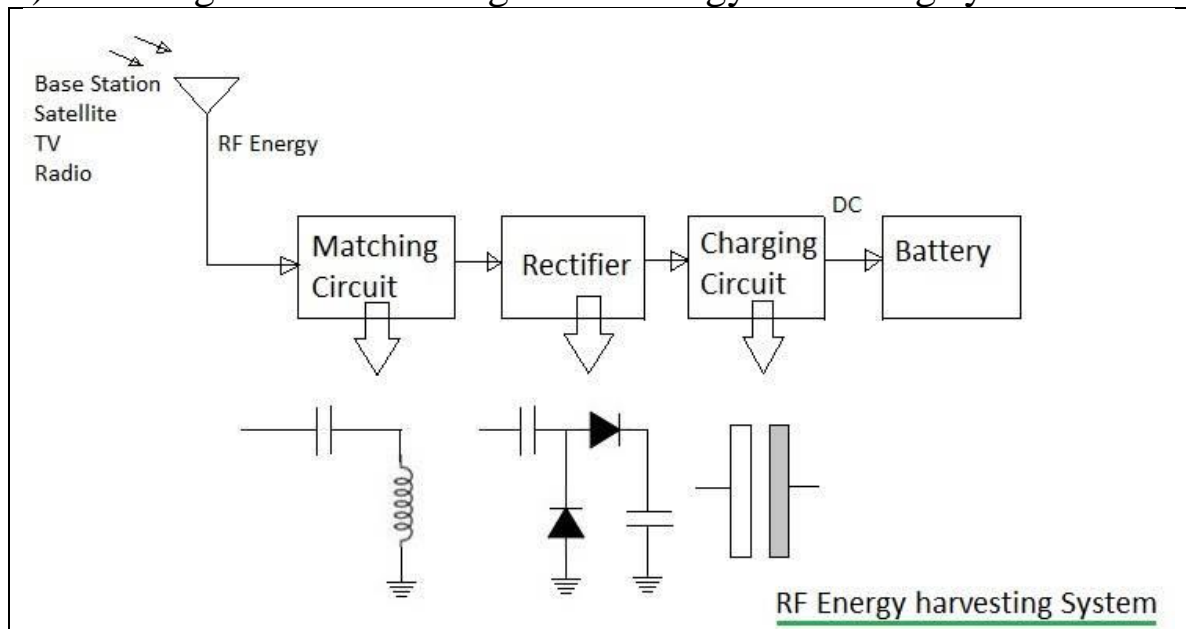 Base Station
Satellite
TV
Radio
RF Energy
Matching
Circuit
Rectifier
Charging
Circuit
DC
Battery
RF Energy harvesting System